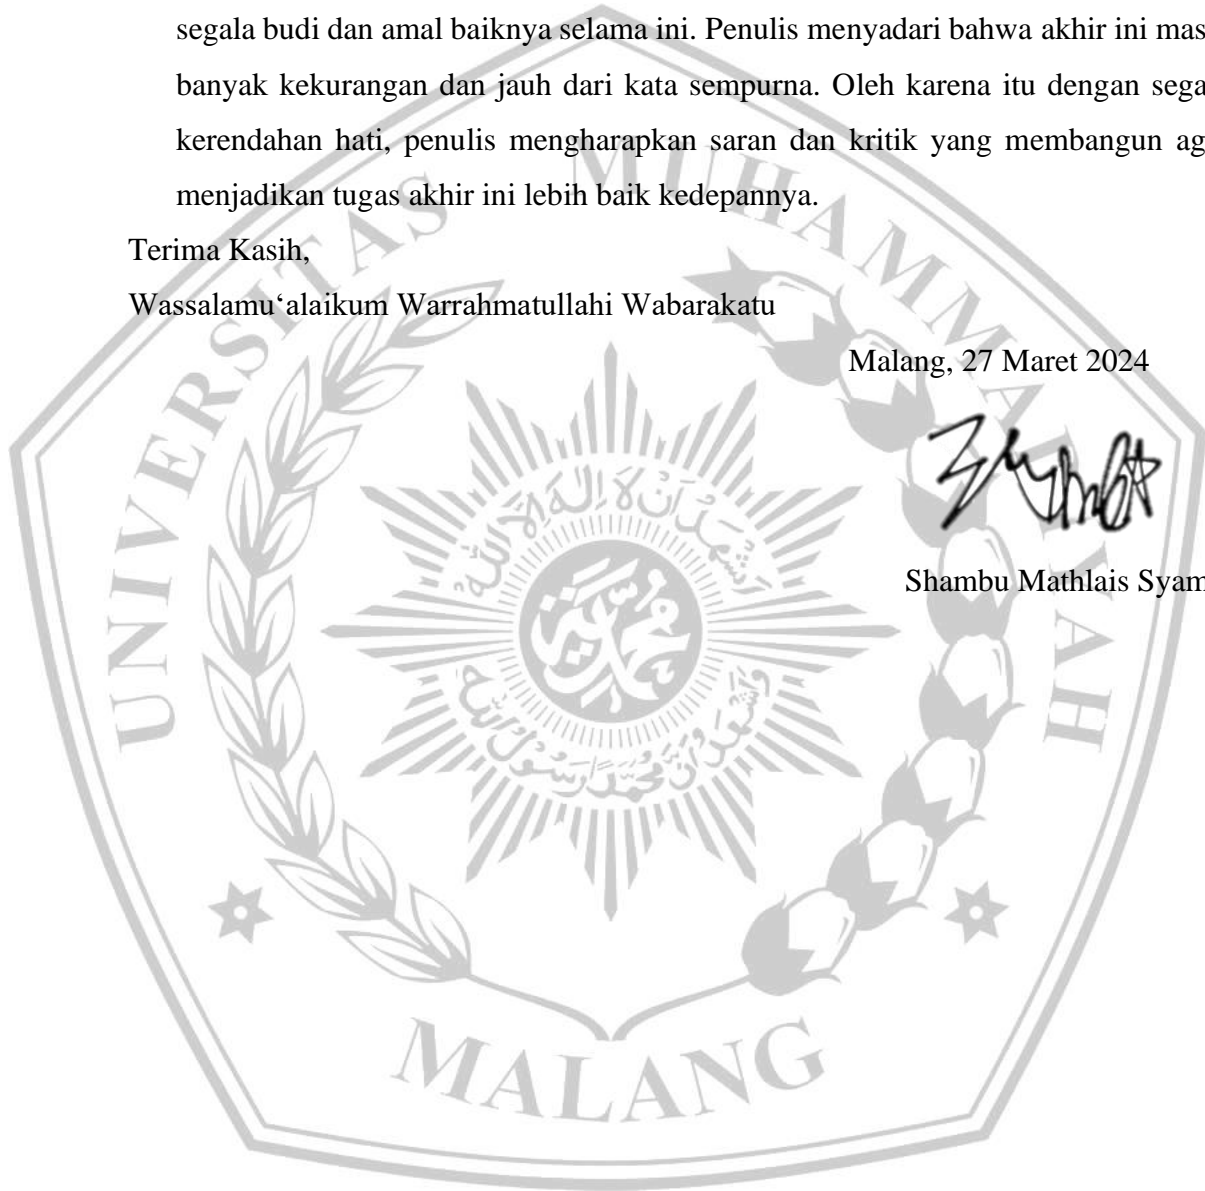 segala budi dan amal baiknya selama ini. Penulis menyadari bahwa akhir ini mas
banyak kekurangan dan jauh dari kata sempurna. Oleh karena itu dengan sega
kerendahan hati, penulis mengharapkan saran dan kritik yang membangun ag
menjadikan tugas akhir ini lebih baik kedepannya.
Terima Kasih,
Wassalamu‘alaikum Warrahmatullahi Wabarakatu
Malang, 27 Maret 2024
Shambu Mathlais Syam
UNIVERSITAS MUHAMMADIYAH
MALANG